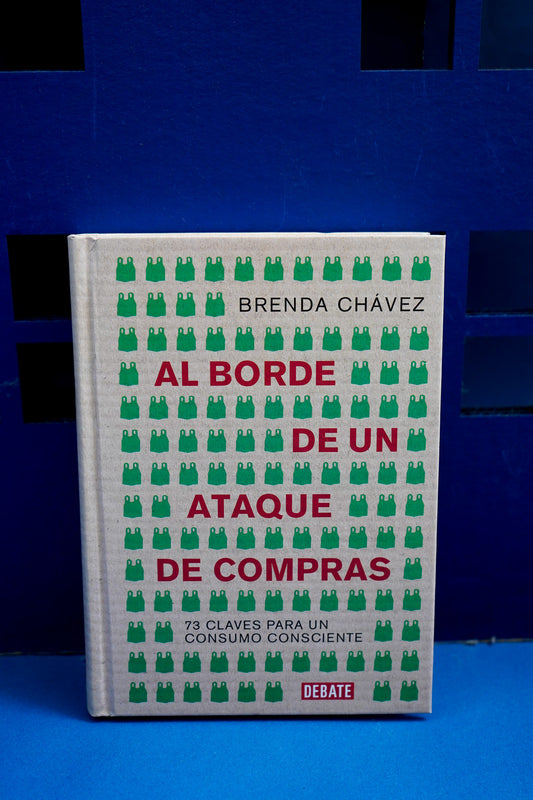 BRENDA CHÁVEZ
AL BORDE
DE UN
ATAQUE
DE COMPRAS
73 CLAVES PARA UN
CONSUMO CONSCIENTE
DEBATE